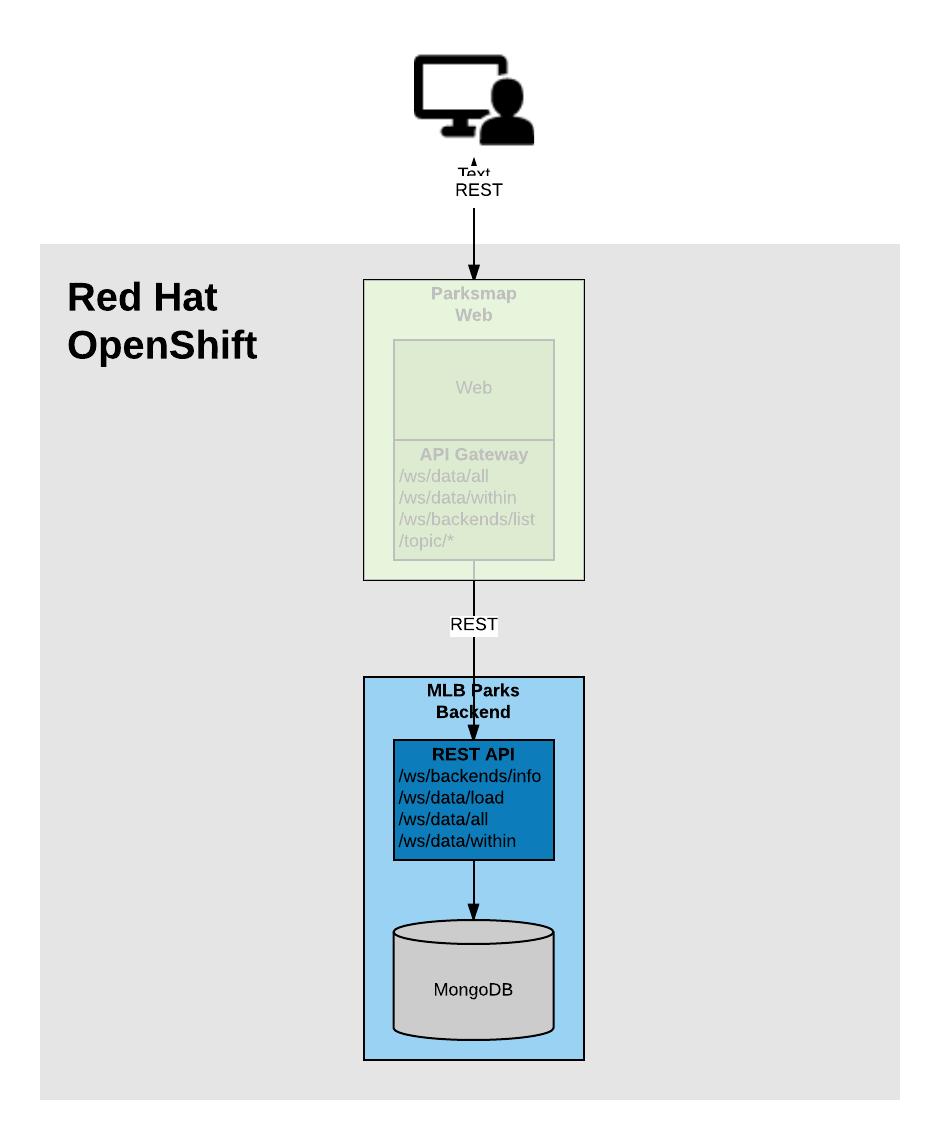 Text
REST
Red Hat
OpenShift
Parksmap
Web
Web
API Gateway
/ws/data/all
/ws/data/within
/ws/backends/list
/topic/*
REST
MLB Parks
Backend
REST API
/ws/backends/info
/ws/data/load
/ws/data/all
/ws/data/within
MongoDB